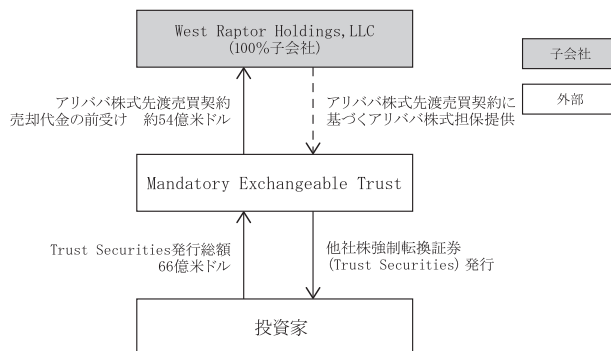 West Raptor Holdings,LLC
(100%子会社)
子会社
外部
アリババ株式先渡売買契約
売却代金の前受け 約54億米ドル
アリババ株式先渡売買契約に
基づくアリババ株式担保提供
Mandatory Exchangeable Trust
Trust Securities発行総額
66億米ドル
他社株強制転換証券
(Trust Securities) 発行
投資家